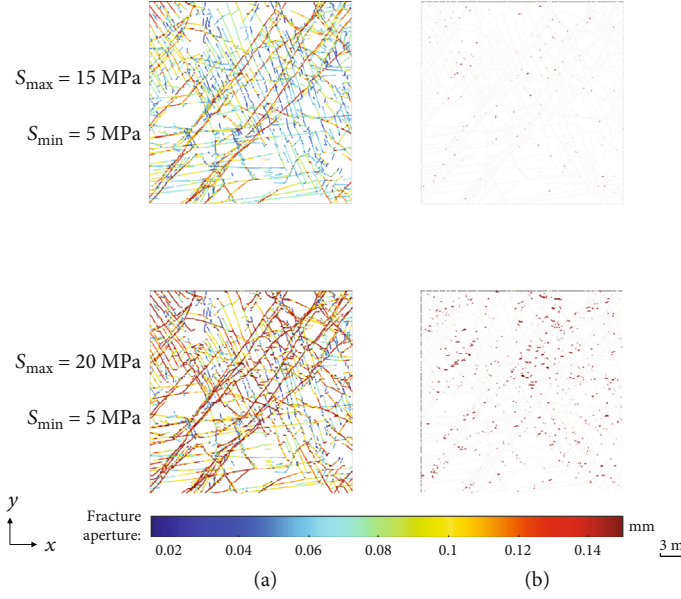 S_max = 15 MPa
S_min = 5 MPa
S_max = 20 MPa
S_min = 5 MPa
y
x
Fracture
aperture:
mm
0.02 0.04 0.06 0.08 0.1 0.12 0.14
3 m
(a) (b)